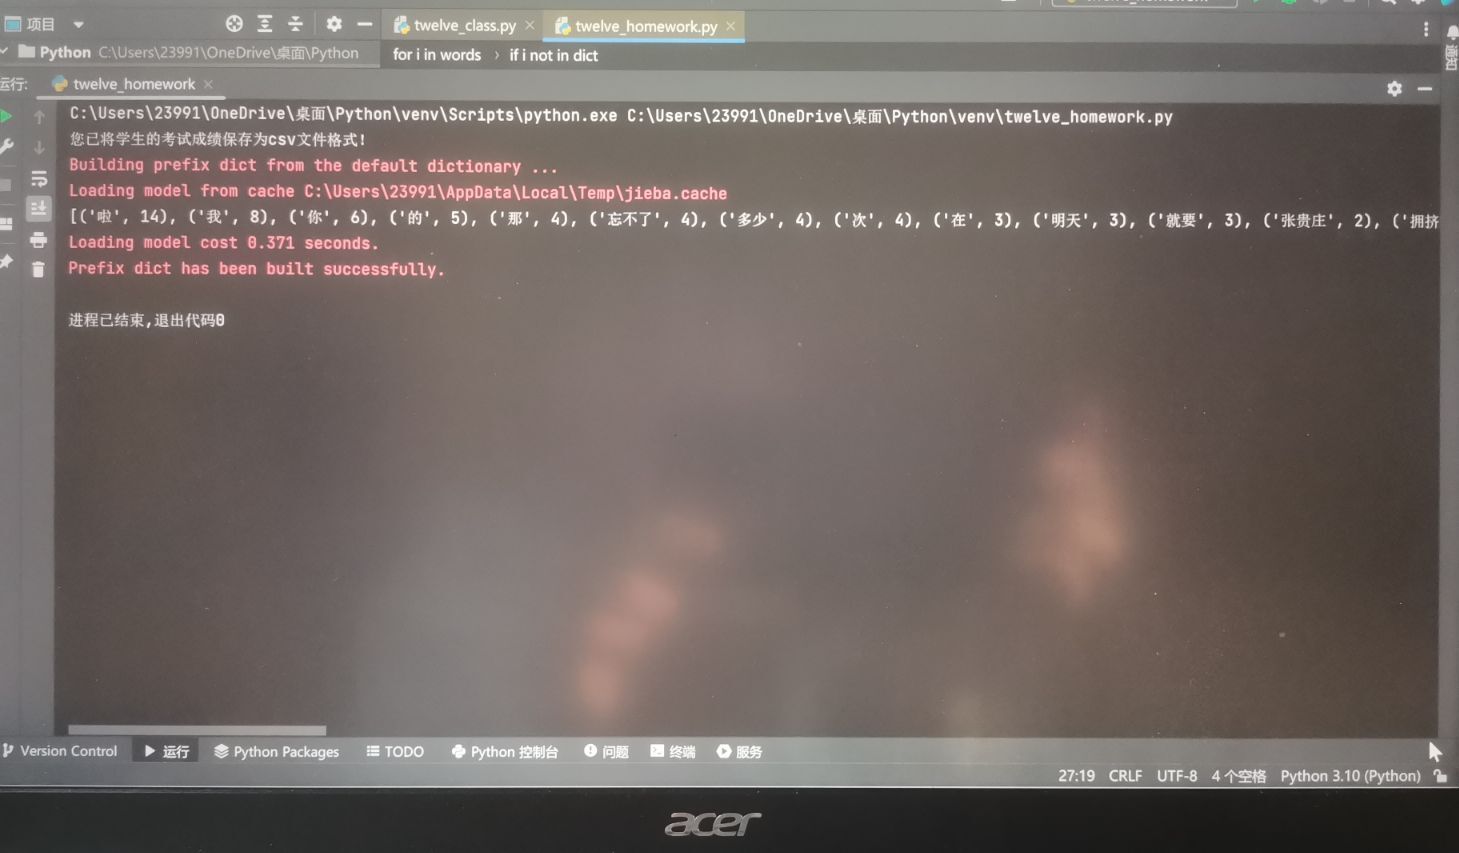 项目
twelve_class.py
twelve_homework.py
Python C:\Users\23991\OneDrive\桌面\Python
for i in words › if i not in dict
通知
运行: twelve_homework
C:\Users\23991\OneDrive\桌面\Python\venv\Scripts\python.exe C:\Users\23991\OneDrive\桌面\Python\venv\twelve_homework.py
您已将学生的考试成绩保存为csv文件格式!
Building prefix dict from the default dictionary ...
Loading model from cache C:\Users\23991\AppData\Local\Temp\jieba.cache
[('啦', 14), ('我', 8), ('你', 6), ('的', 5), ('那', 4), ('忘不了', 4), ('多少', 4), ('次', 4), ('在', 3), ('明天', 3), ('就要', 3), ('张贵庄', 2), ('拥挤
Loading model cost 0.371 seconds.
Prefix dict has been built successfully.
进程已结束,退出代码0
Version Control 运行 Python Packages TODO Python 控制台 问题 终端 服务
27:19 CRLF UTF-8 4 个空格 Python 3.10 (Python)
acer